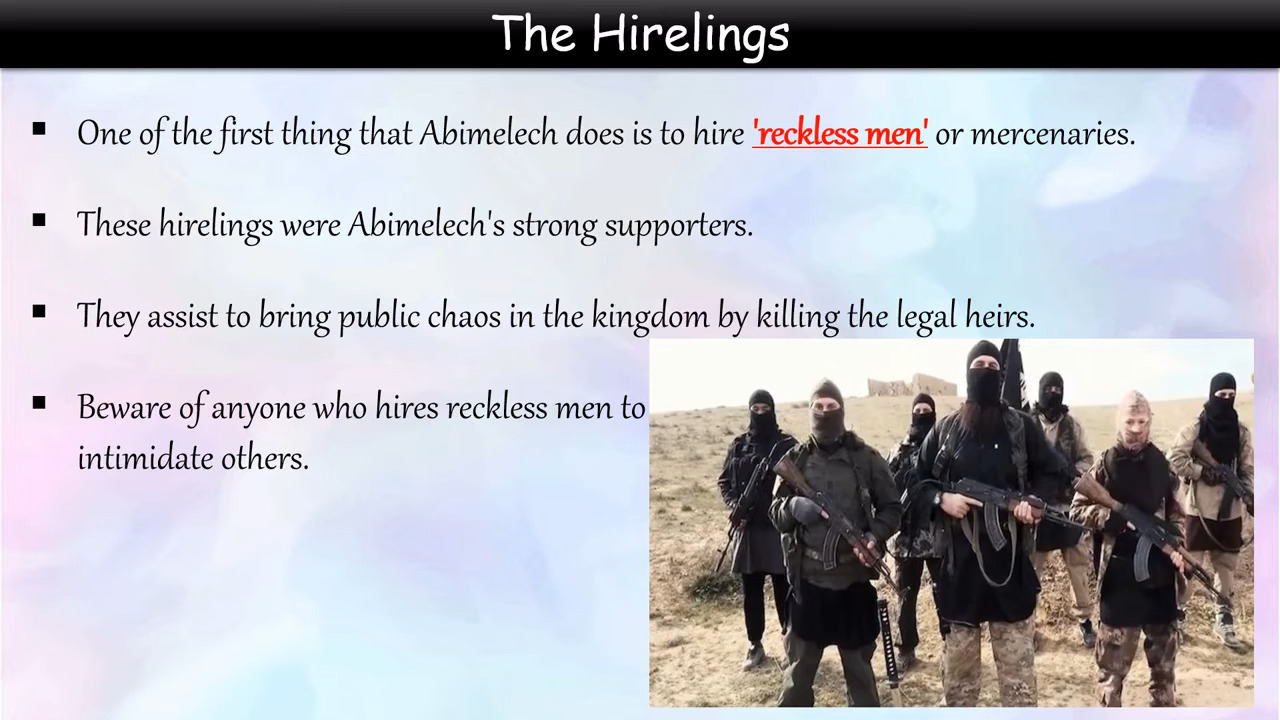 The Hirelings
One of the first thing that Abimelech does is to hire 'reckless men' or mercenaries.
These hirelings were Abimelech's strong supporters.
They assist to bring public chaos in the kingdom by killing the legal heirs.
Beware of anyone who hires reckless men to
intimidate others.